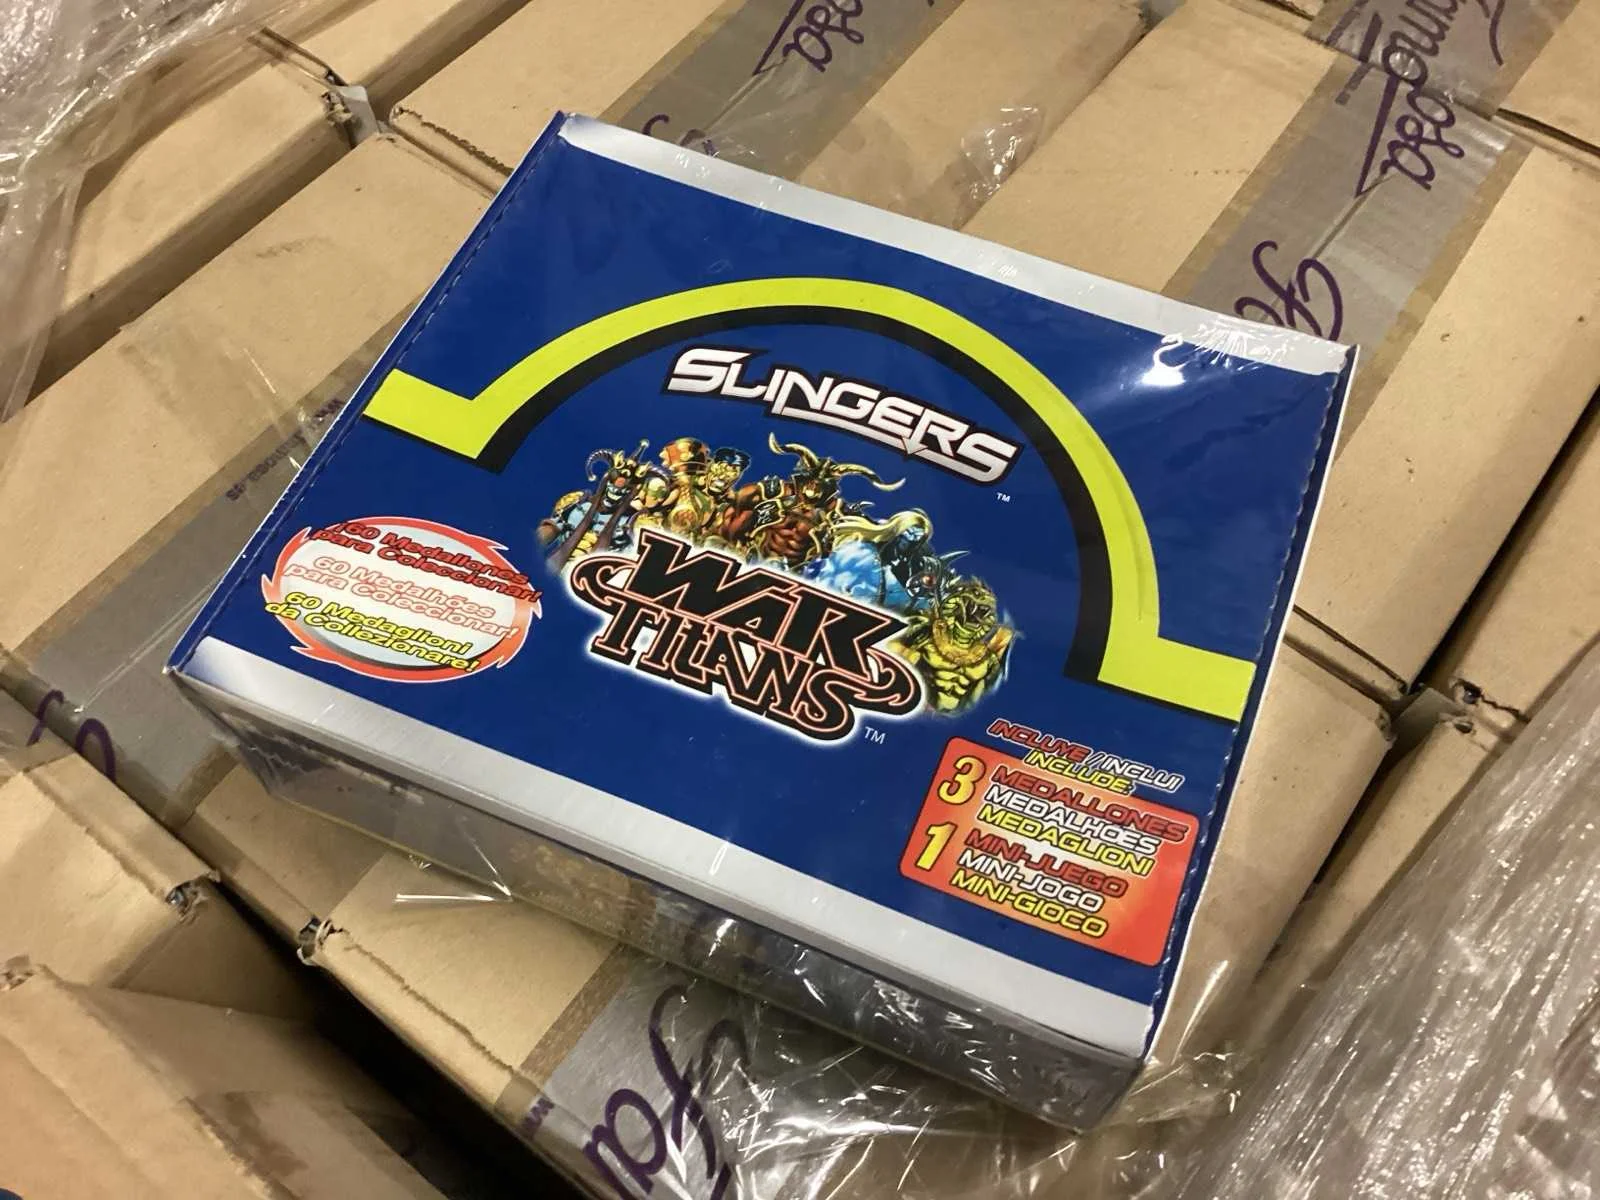 SLINGERS
TM
WAR
TITANS
TM
¡60 Medallones
para Coleccionar!
60 Medalhões
para Coleccionar!
60 Medaglioni
da Collezionare!
INCLUYE / INCLUI
INCLUDE:
3 MEDALLONES
MEDALHÕES
MEDAGLIONI
1 MINI-JUEGO
MINI-JOGO
MINI-GIOCO